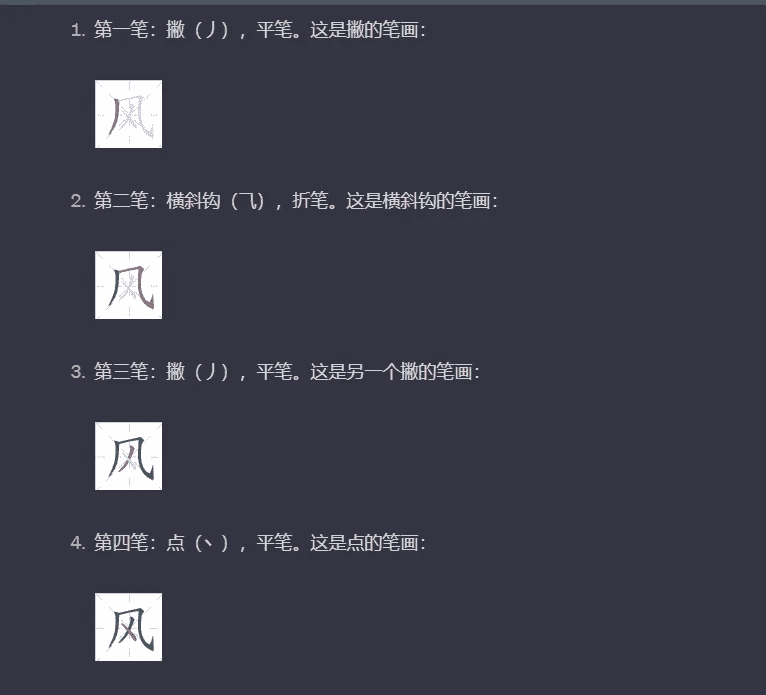 1. 第一笔：撇（丿），平笔。这是撇的笔画：
风
2. 第二笔：横斜钩（⺄），折笔。这是横斜钩的笔画：
风
3. 第三笔：撇（丿），平笔。这是另一个撇的笔画：
风
4. 第四笔：点（丶），平笔。这是点的笔画：
风